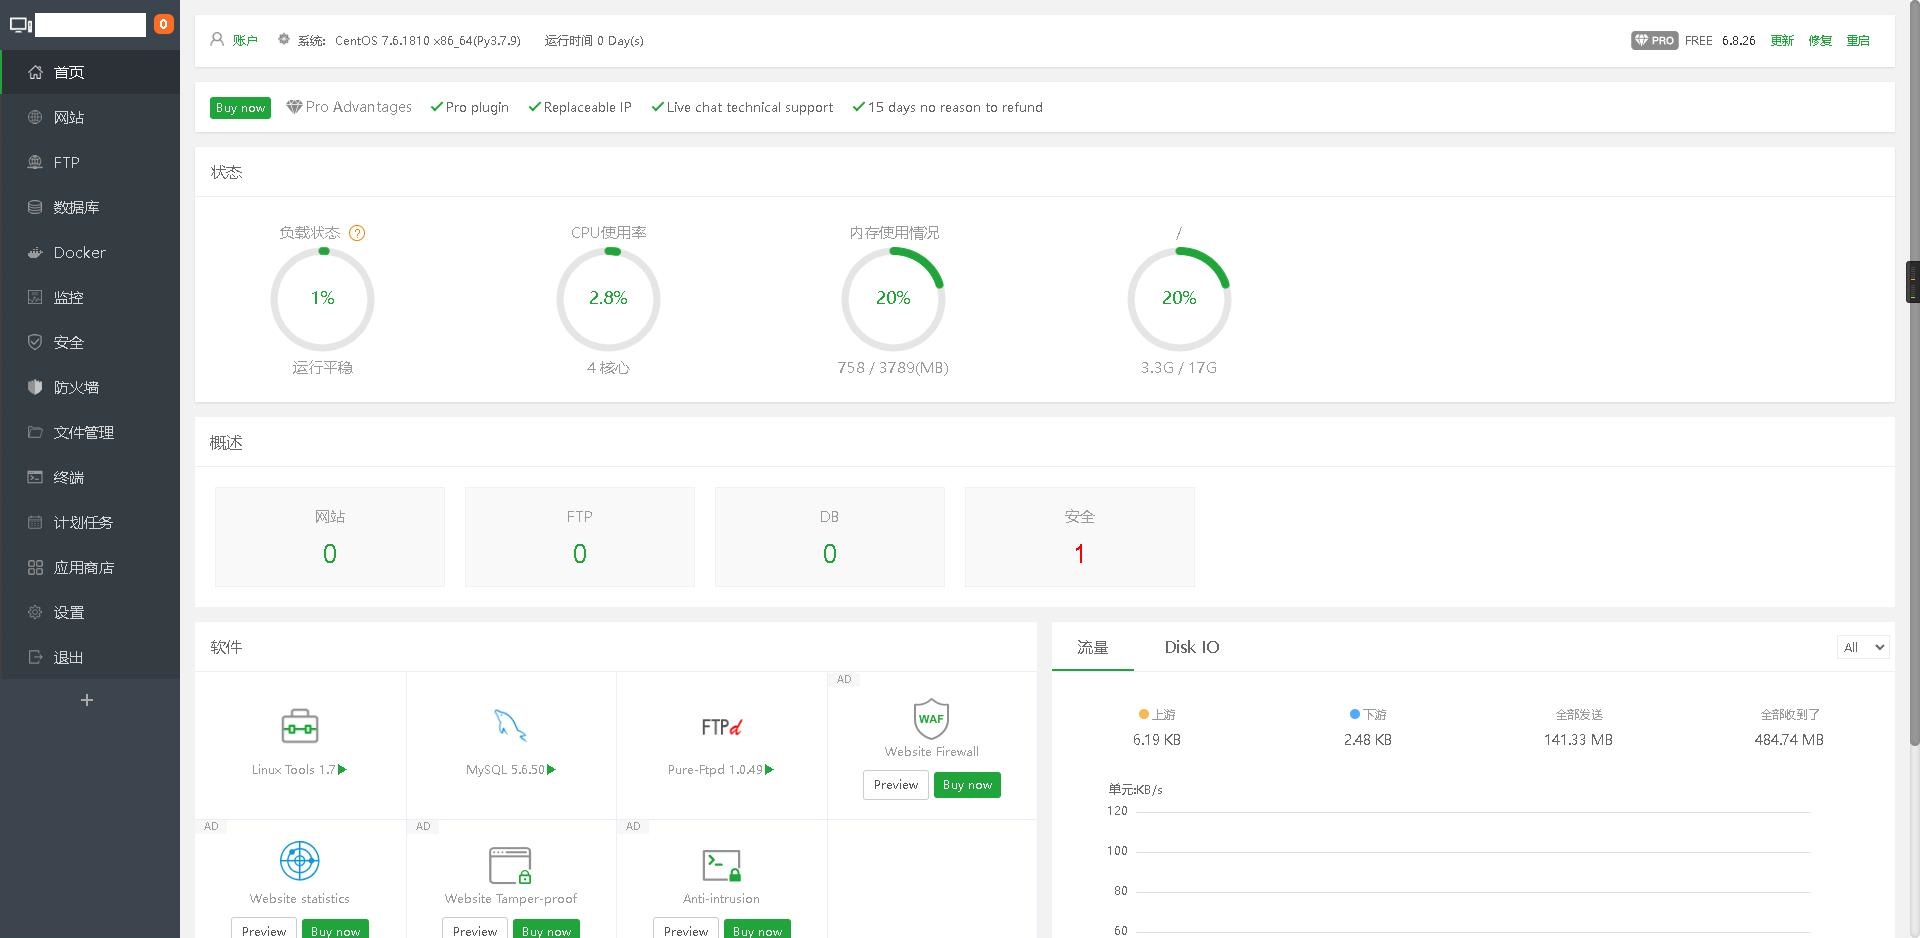 0
首页
网站
FTP
数据库
Docker
监控
安全
防火墙
文件管理
终端
计划任务
应用商店
设置
退出
账户 系统: CentOS 7.6.1810 x86_64(Py3.7.9) 运行时间 0 Day(s)
PRO FREE 6.8.26 更新 修复 重启
Buy now Pro Advantages Pro plugin Replaceable IP Live chat technical support 15 days no reason to refund
状态
负载状态 ? CPU使用率 内存使用情况 /
1% 2.8% 20% 20%
运行平稳 4 核心 758 / 3789(MB) 3.3G / 17G
概述
网站 FTP DB 安全
0 0 0 1
软件
AD
WAF
FTPd
Website Firewall
Linux Tools 1.7 MySQL 5.6.50 Pure-Ftpd 1.0.49
Preview Buy now
AD AD AD
Website statistics Website Tamper-proof Anti-intrusion
Preview Buy now Preview Buy now Preview Buy now
流量 Disk IO All
上游 下游 全部发送 全部收到了
6.19 KB 2.48 KB 141.33 MB 484.74 MB
单元:KB/s
120
100
80
60